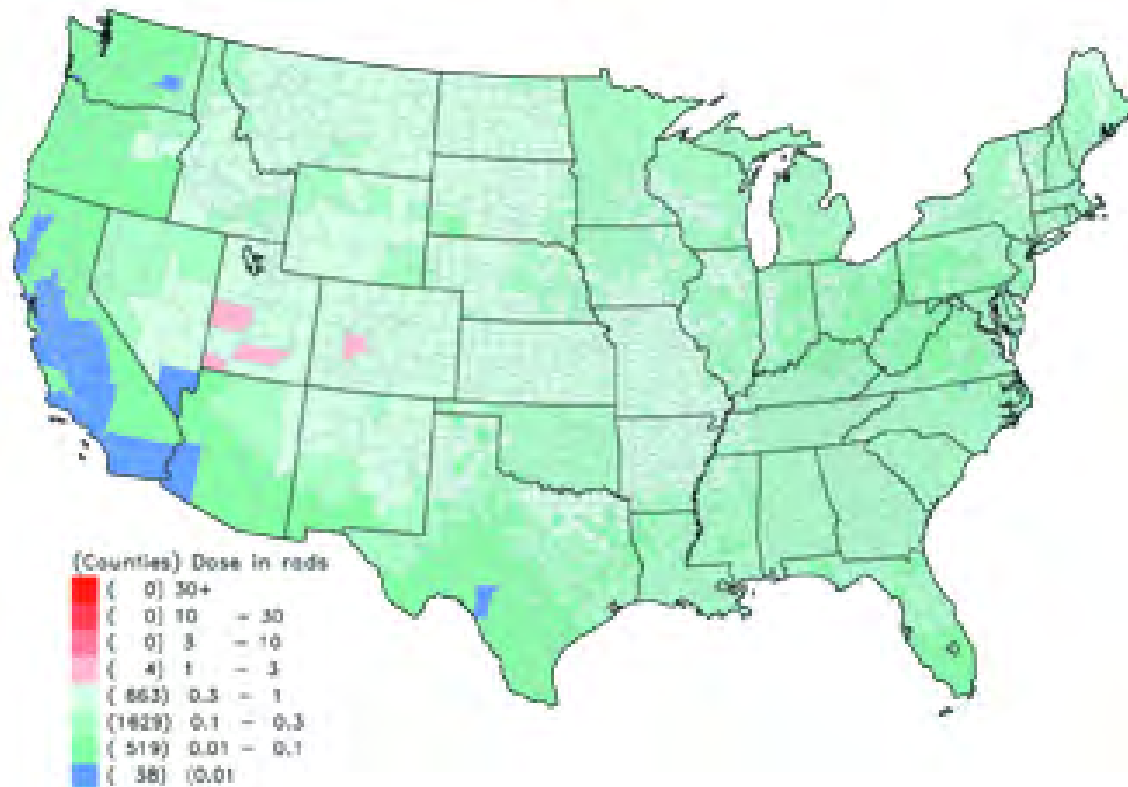 (Counties) Dose in rads
( 0) 30+
( 0) 10 - 30
( 0) 3 - 10
( 4) 1 - 3
( 663) 0.3 - 1
(1629) 0.1 - 0.3
( 519) 0.01 - 0.1
( 38) (0.01